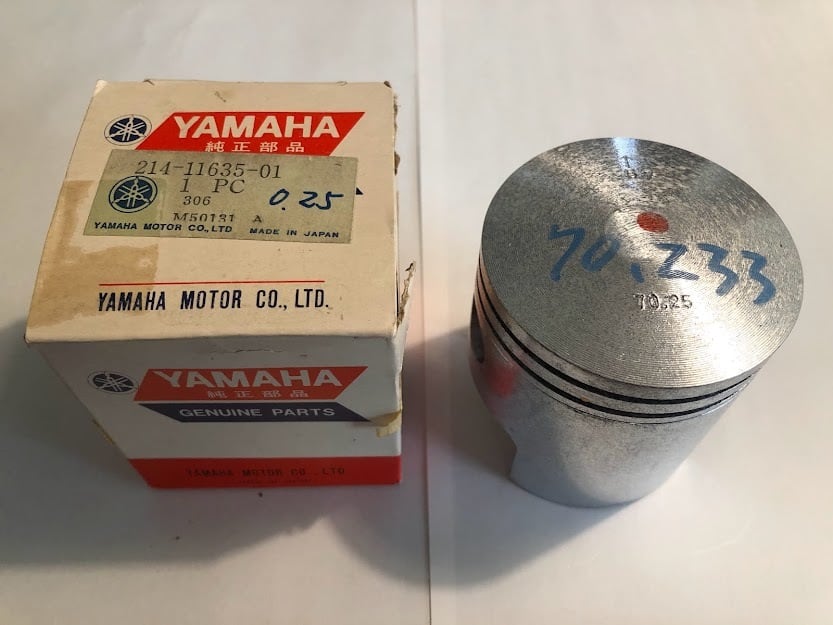 YAMAHA
純正部品
214-11635-01
1 PC
306
0.25
M50131 A
YAMAHA MOTOR CO., LTD MADE IN JAPAN
YAMAHA MOTOR CO., LTD.
YAMAHA
純正部品
GENUINE PARTS
YAMAHA MOTOR CO., LTD
70.233
70.25